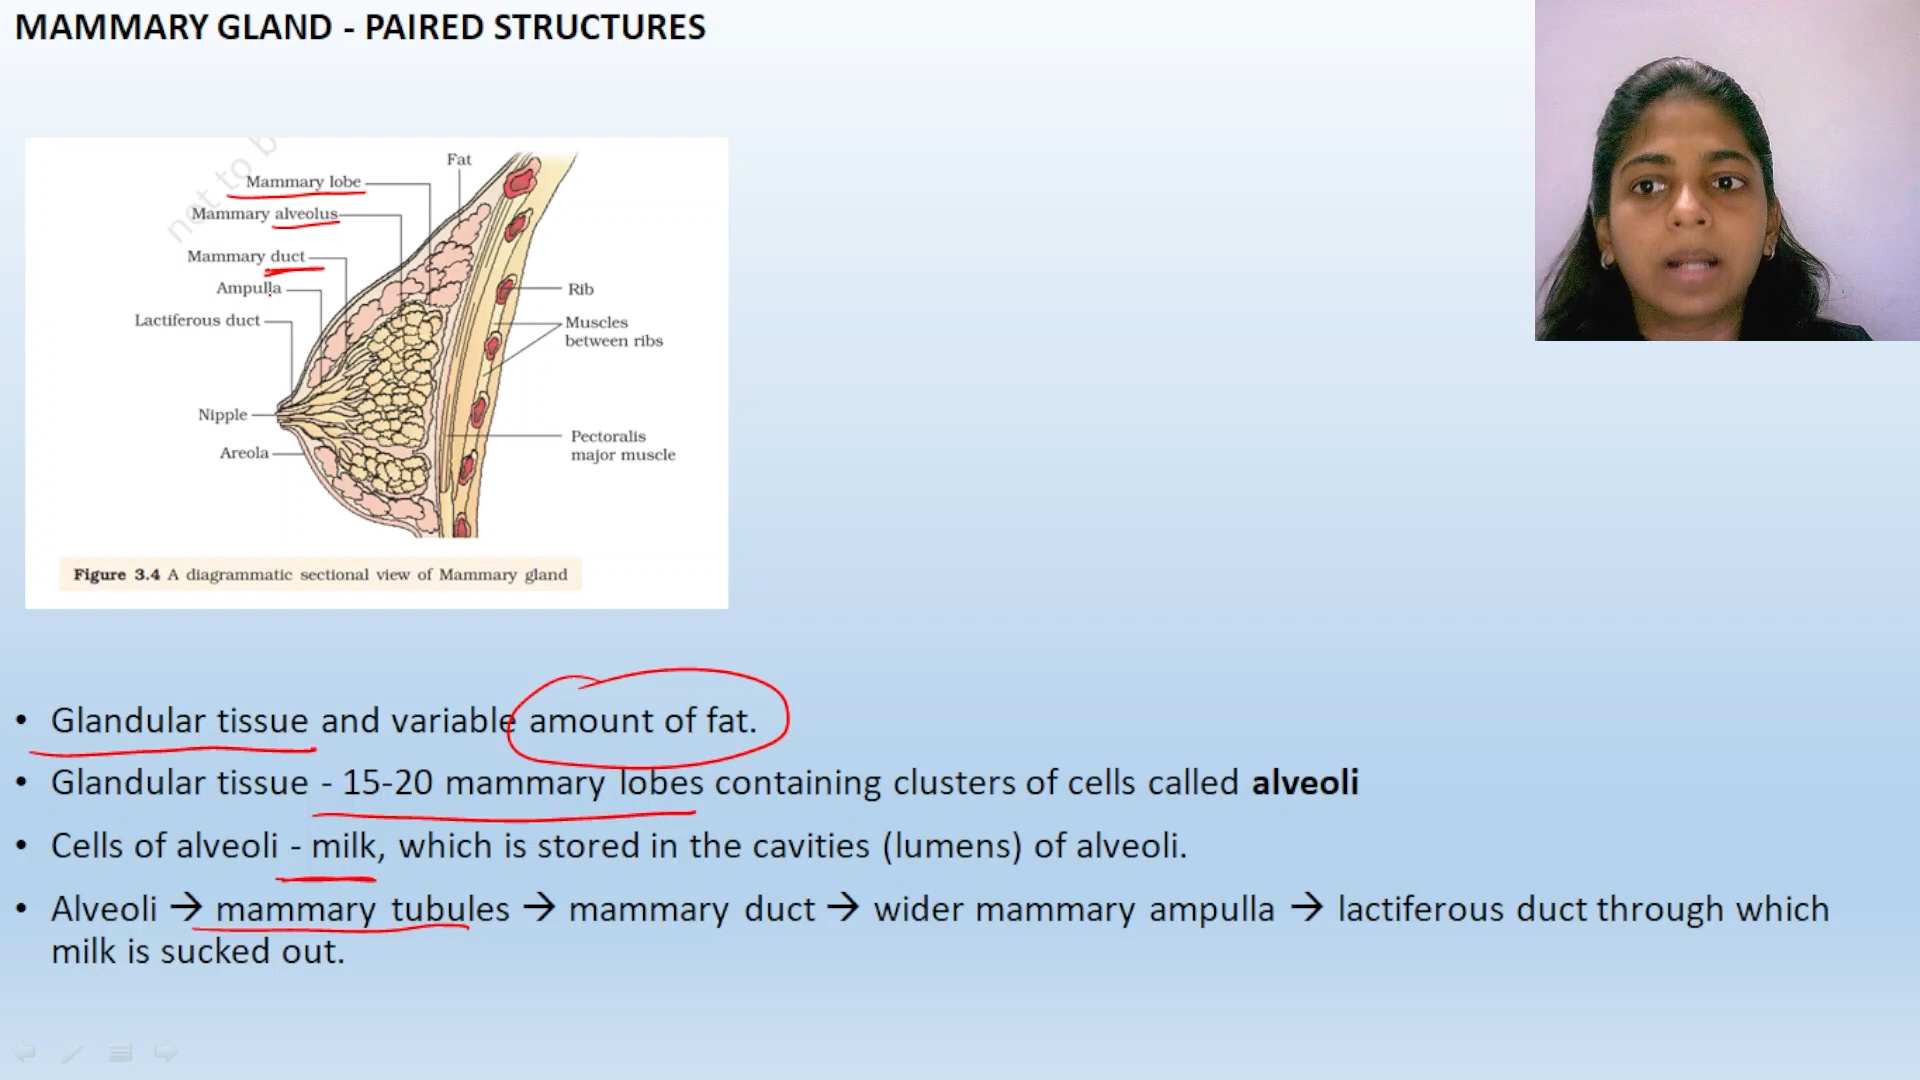 MAMMARY GLAND - PAIRED STRUCTURES
not to b
Fat
Mammary lobe
Mammary alveolus
Mammary duct
Ampulla
Lactiferous duct
Nipple
Areola
Rib
Muscles
between ribs
Pectoralis
major muscle
Figure 3.4 A diagrammatic sectional view of Mammary gland
• Glandular tissue and variable amount of fat.
• Glandular tissue - 15-20 mammary lobes containing clusters of cells called alveoli
• Cells of alveoli - milk, which is stored in the cavities (lumens) of alveoli.
• Alveoli → mammary tubules → mammary duct → wider mammary ampulla → lactiferous duct through which
milk is sucked out.